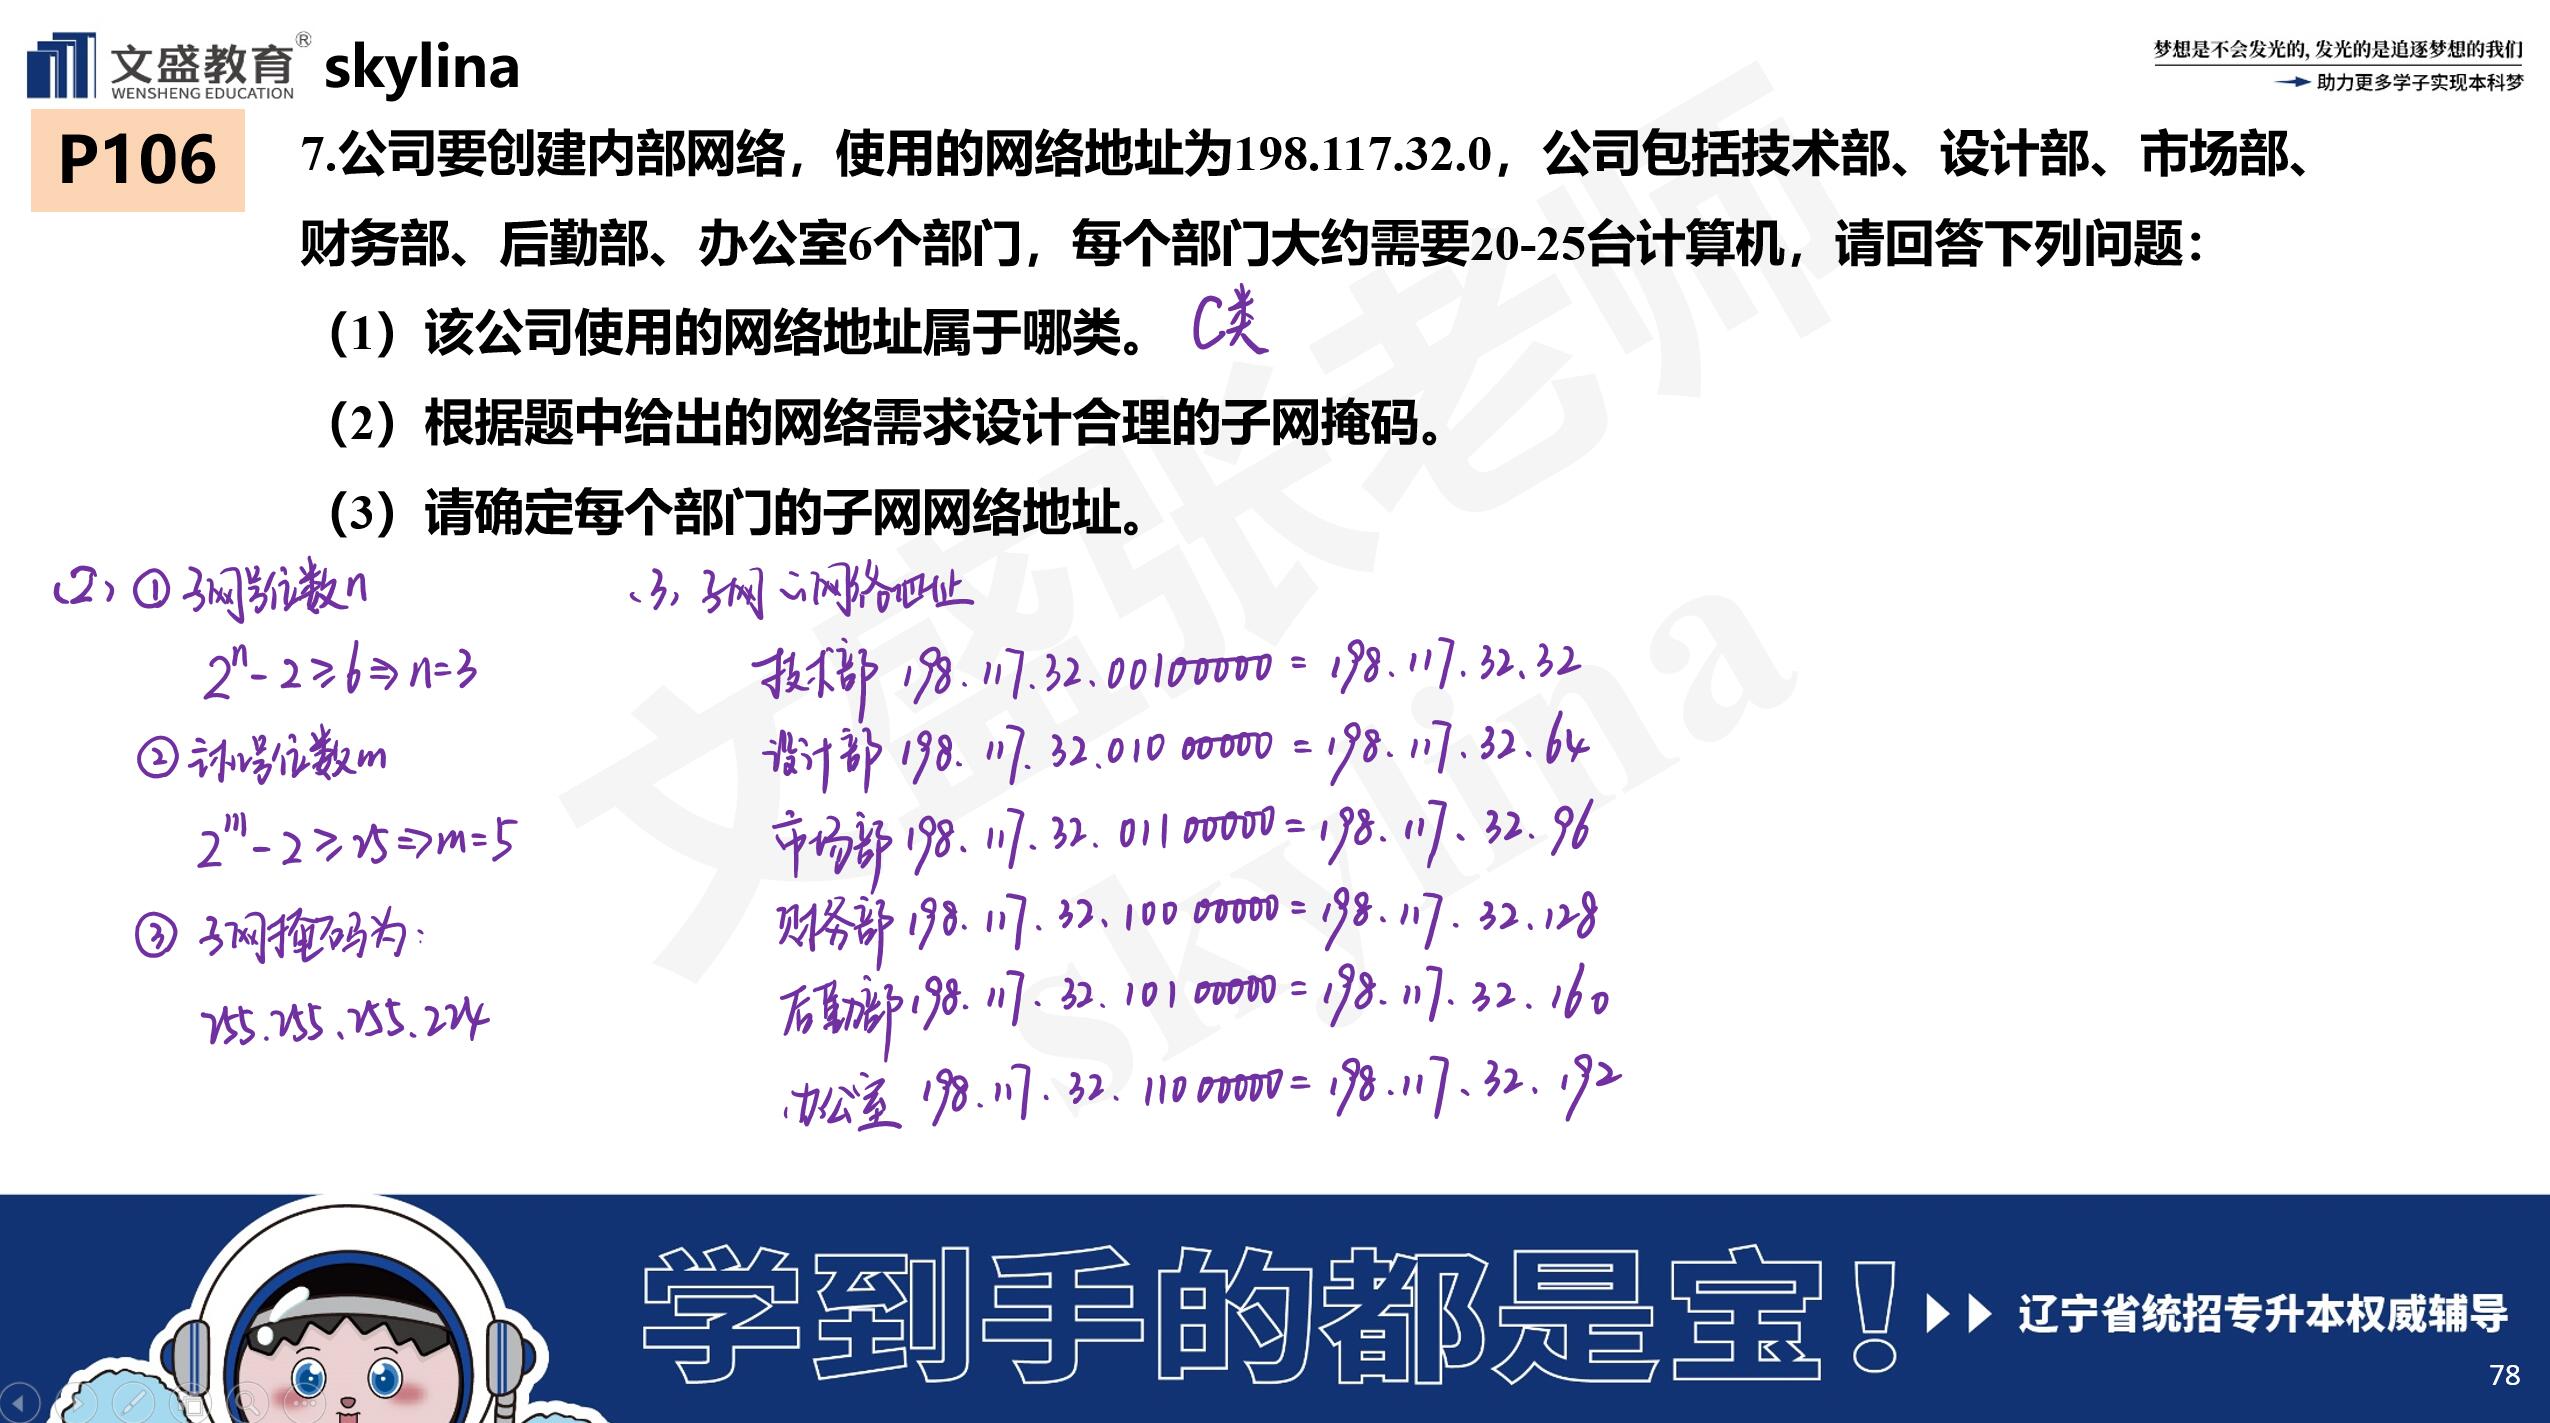 文盛教育® skylina
WENSHENG EDUCATION
梦想是不会发光的, 发光的是追逐梦想的我们
助力更多学子实现本科梦
P106
7.公司要创建内部网络，使用的网络地址为198.117.32.0，公司包括技术部、设计部、市场部、
财务部、后勤部、办公室6个部门，每个部门大约需要20-25台计算机，请回答下列问题：
（1）该公司使用的网络地址属于哪类。 C类
（2）根据题中给出的网络需求设计合理的子网掩码。
（3）请确定每个部门的子网网络地址。
(2) ① 子网号位数n
2ⁿ-2≥6⇒n=3
② 主机号位数m
2ᵐ-2≥25⇒m=5
③ 子网掩码为:
255.255.255.224
(3) 子网的网络地址
技术部 198.117.32.00100000 = 198.117.32.32
设计部 198.117.32.010 00000 = 198.117.32.64
市场部 198.117.32.011 00000 = 198.117.32.96
财务部 198.117.32.100 00000 = 198.117.32.128
后勤部 198.117.32.101 00000 = 198.117.32.160
办公室 198.117.32.110 00000 = 198.117.32.192
文盛张老师
skylina
学到手的都是宝！
辽宁省统招专升本权威辅导
78